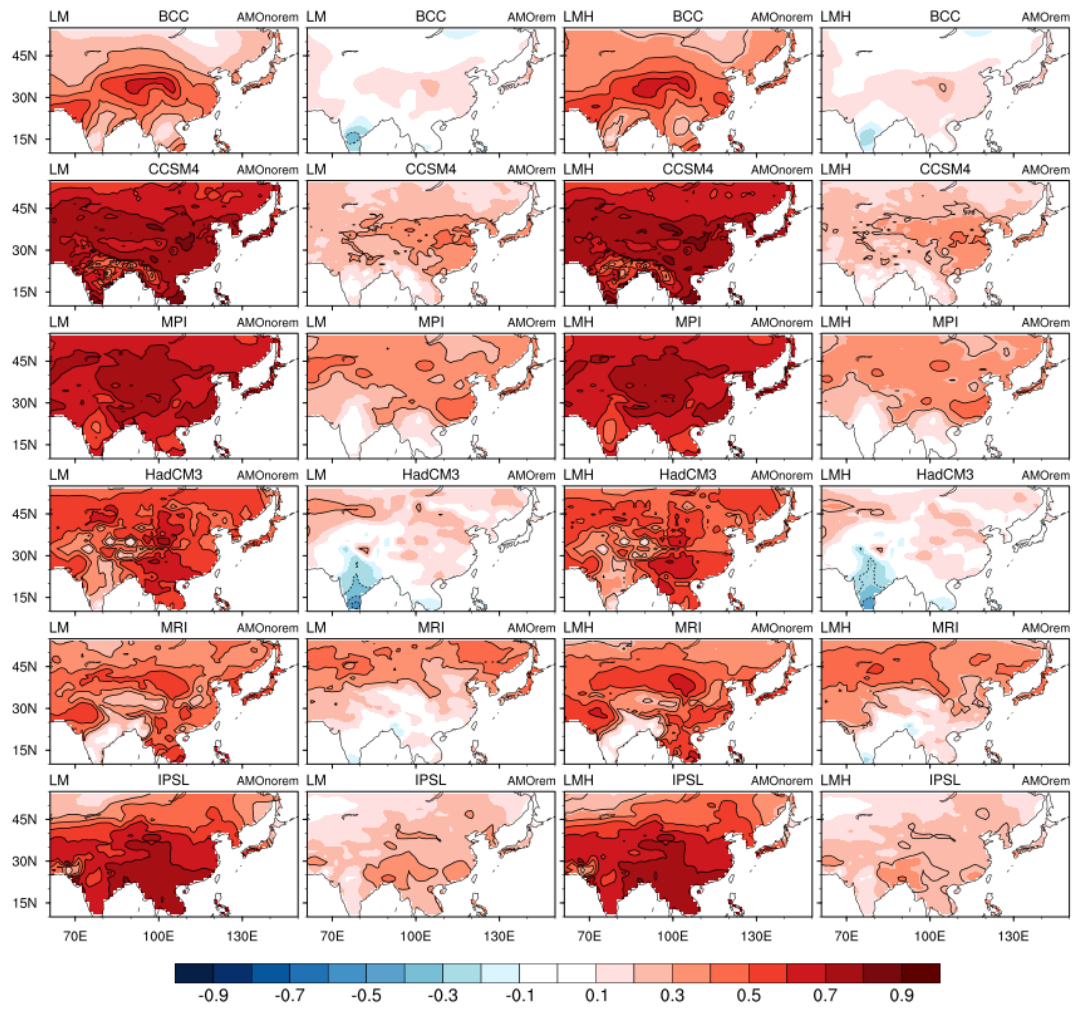 LM BCC AMOnorem LM BCC AMOrem LMH BCC AMOnorem LMH BCC AMOrem
45N
30N
15N
LM CCSM4 AMOnorem LM CCSM4 AMOrem LMH CCSM4 AMOnorem LMH CCSM4 AMOrem
45N
30N
15N
LM MPI AMOnorem LM MPI AMOrem LMH MPI AMOnorem LMH MPI AMOrem
45N
30N
15N
LM HadCM3 AMOnorem LM HadCM3 AMOrem LMH HadCM3 AMOnorem LMH HadCM3 AMOrem
45N
30N
15N
LM MRI AMOnorem LM MRI AMOrem LMH MRI AMOnorem LMH MRI AMOrem
45N
30N
15N
LM IPSL AMOnorem LM IPSL AMOrem LMH IPSL AMOnorem LMH IPSL AMOrem
45N
30N
15N
70E 100E 130E 70E 100E 130E 70E 100E 130E 70E 100E 130E
-0.9 -0.7 -0.5 -0.3 -0.1 0.1 0.3 0.5 0.7 0.9